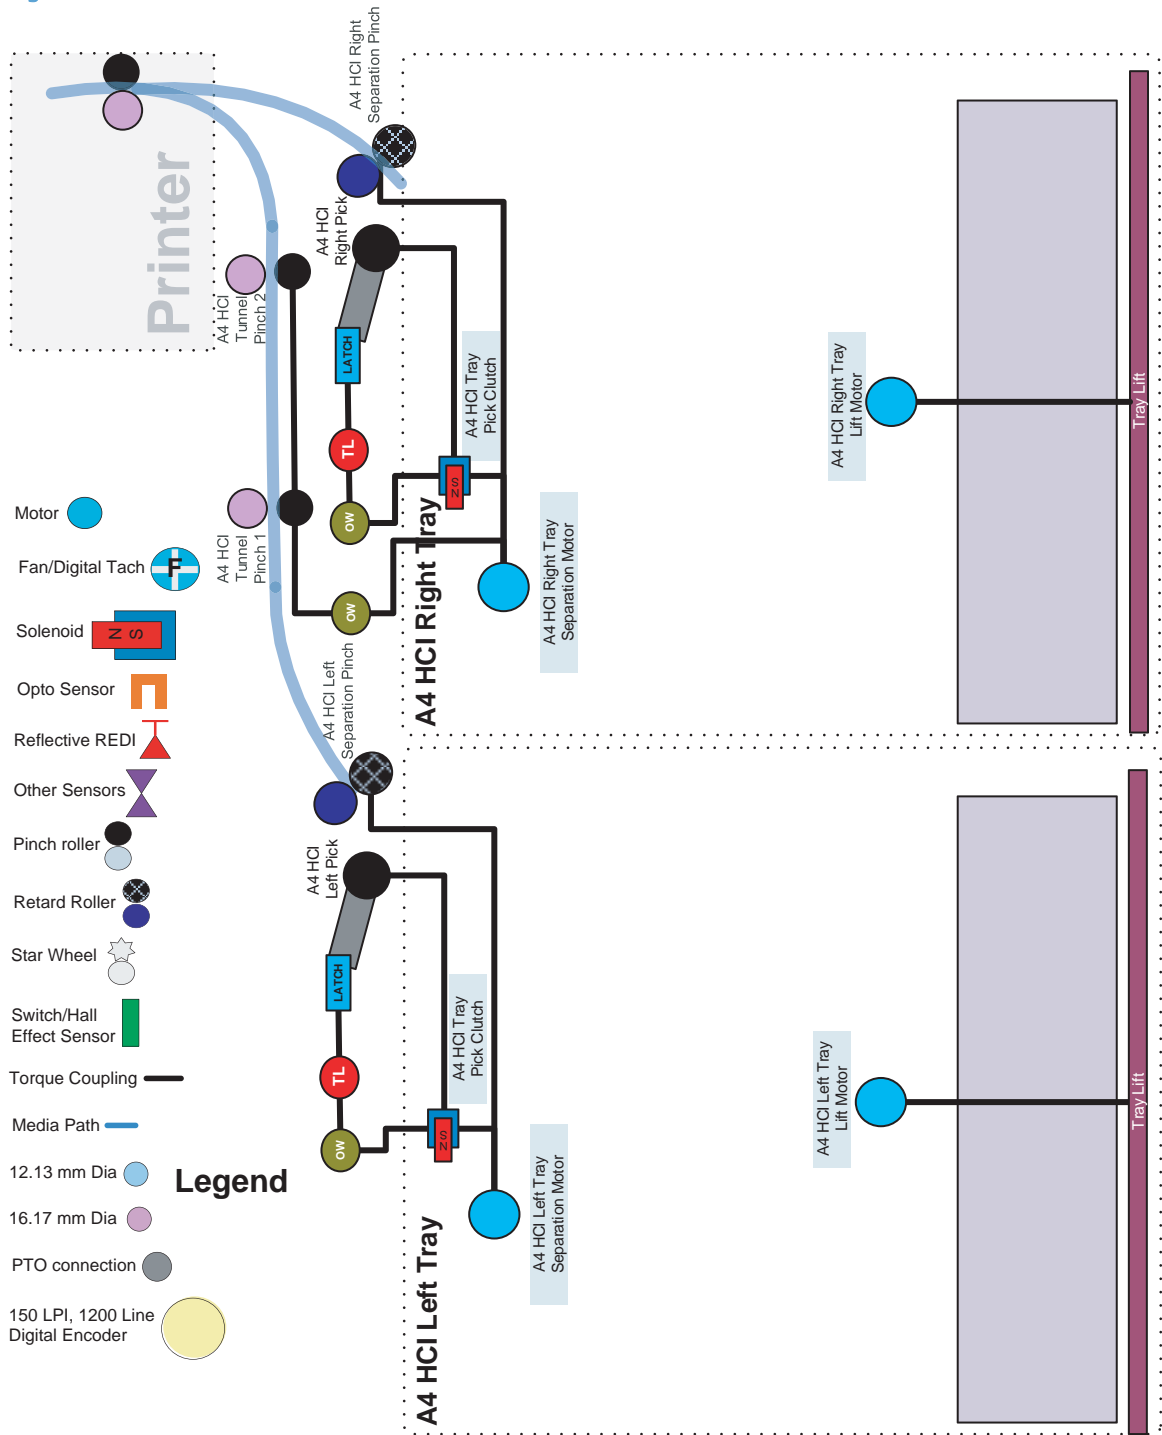 A4 HCI Right
Separation Pinch
Printer
A4 HCI
Right Pick
A4 HCI
Tunnel
Pinch 2
LATCH
TL
OW
A4 HCI Tray
Pick Clutch
S N
A4 HCI Right Tray
A4 HCI Right Tray
Separation Motor
A4 HCI Right Tray
Lift Motor
Tray Lift
A4 HCI
Tunnel
Pinch 1
OW
A4 HCI Left
Separation Pinch
A4 HCI
Left Pick
LATCH
TL
OW
A4 HCI Tray
Pick Clutch
S N
A4 HCI Left Tray
A4 HCI Left Tray
Separation Motor
A4 HCI Left Tray
Lift Motor
Tray Lift
Motor
Fan/Digital Tach
F
Solenoid
N S
Opto Sensor
Reflective REDI
Other Sensors
Pinch roller
Retard Roller
Star Wheel
Switch/Hall
Effect Sensor
Torque Coupling
Media Path
12.13 mm Dia
Legend
16.17 mm Dia
PTO connection
150 LPI, 1200 Line
Digital Encoder